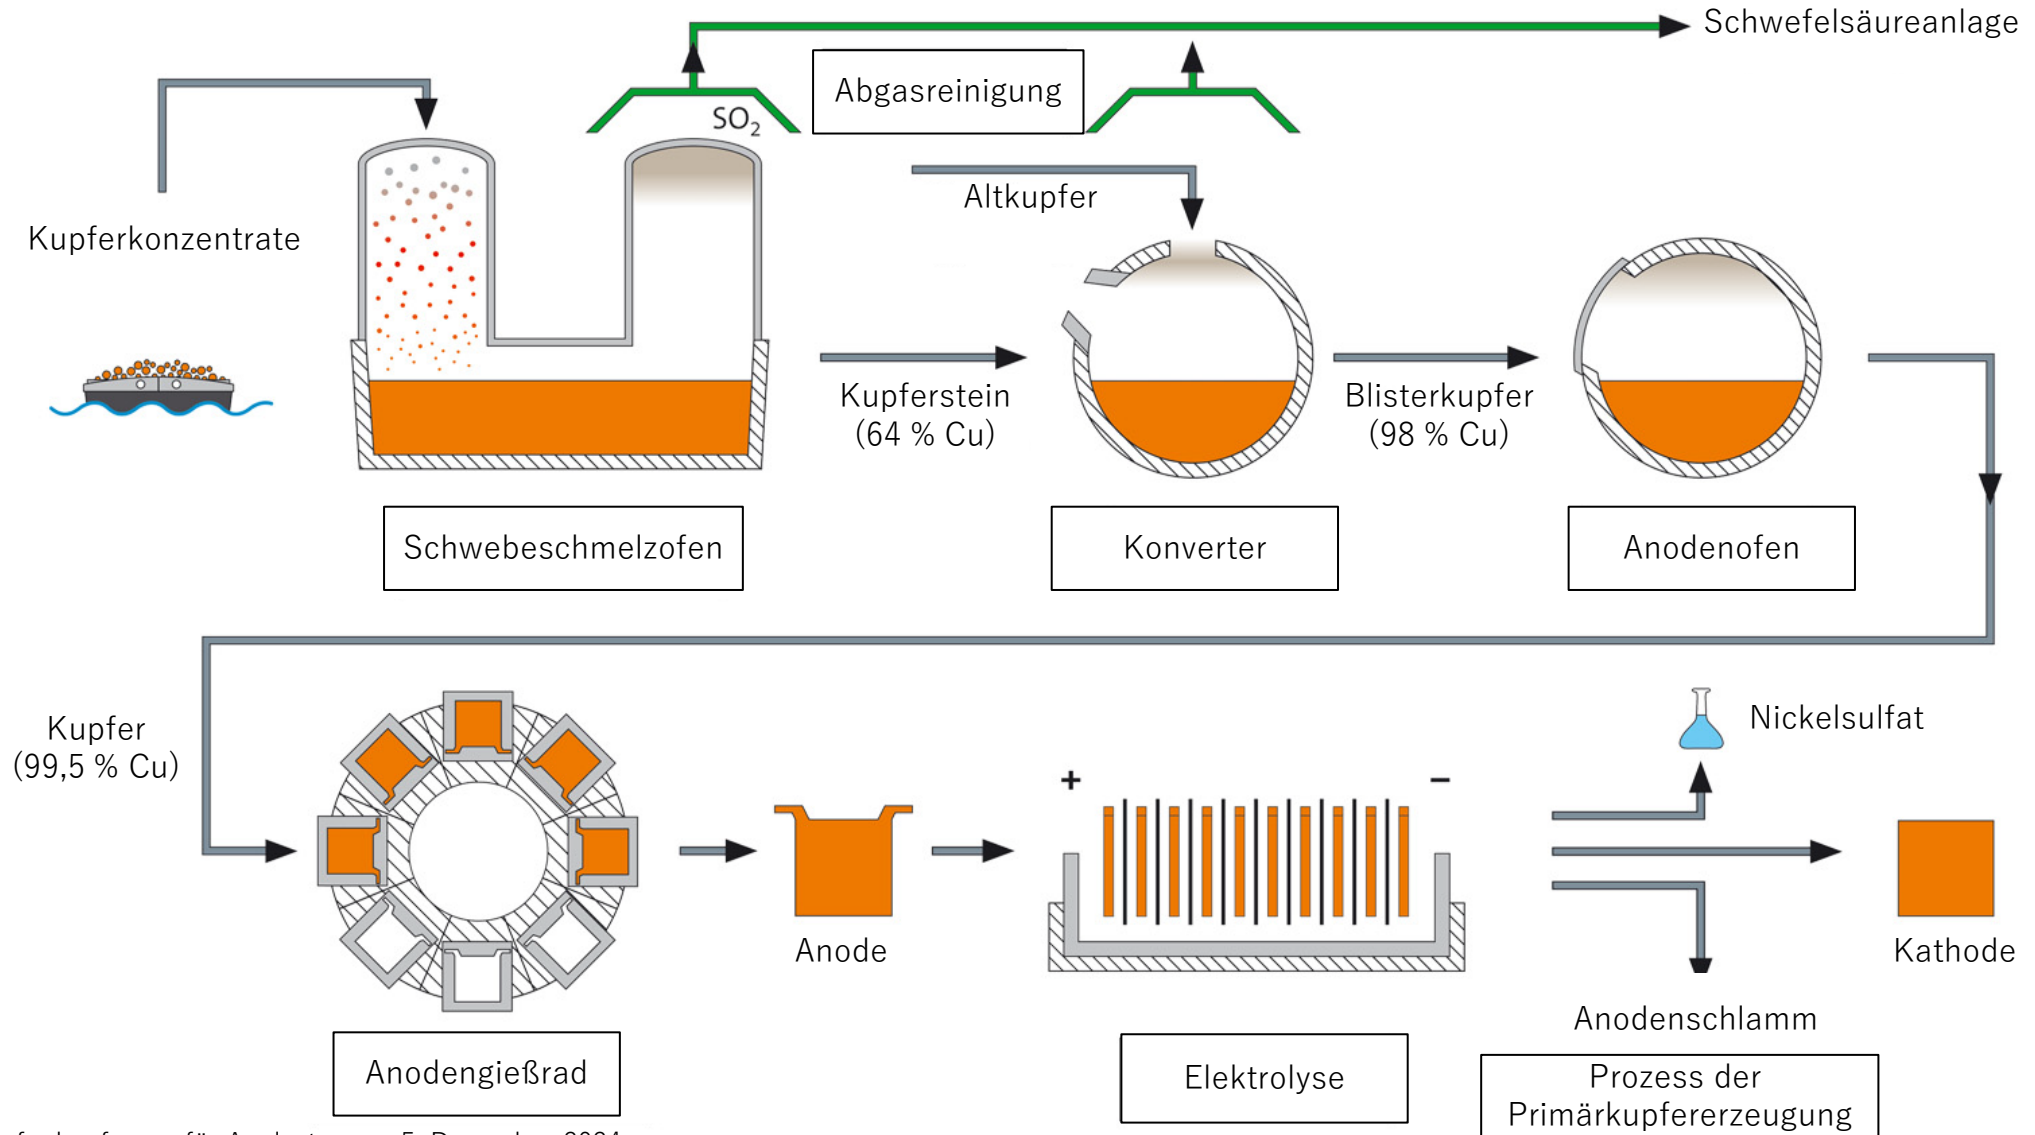 Schwefelsäureanlage
Abgasreinigung
SO₂
Altkupfer
Kupferkonzentrate
Kupferstein
(64 % Cu)
Blisterkupfer
(98 % Cu)
Schwebeschmelzofen
Konverter
Anodenofen
Kupfer
(99,5 % Cu)
Nickelsulfat
+
–
Anode
Kathode
Anodenschlamm
Anodengießrad
Elektrolyse
Prozess der
Primärkupfererzeugung